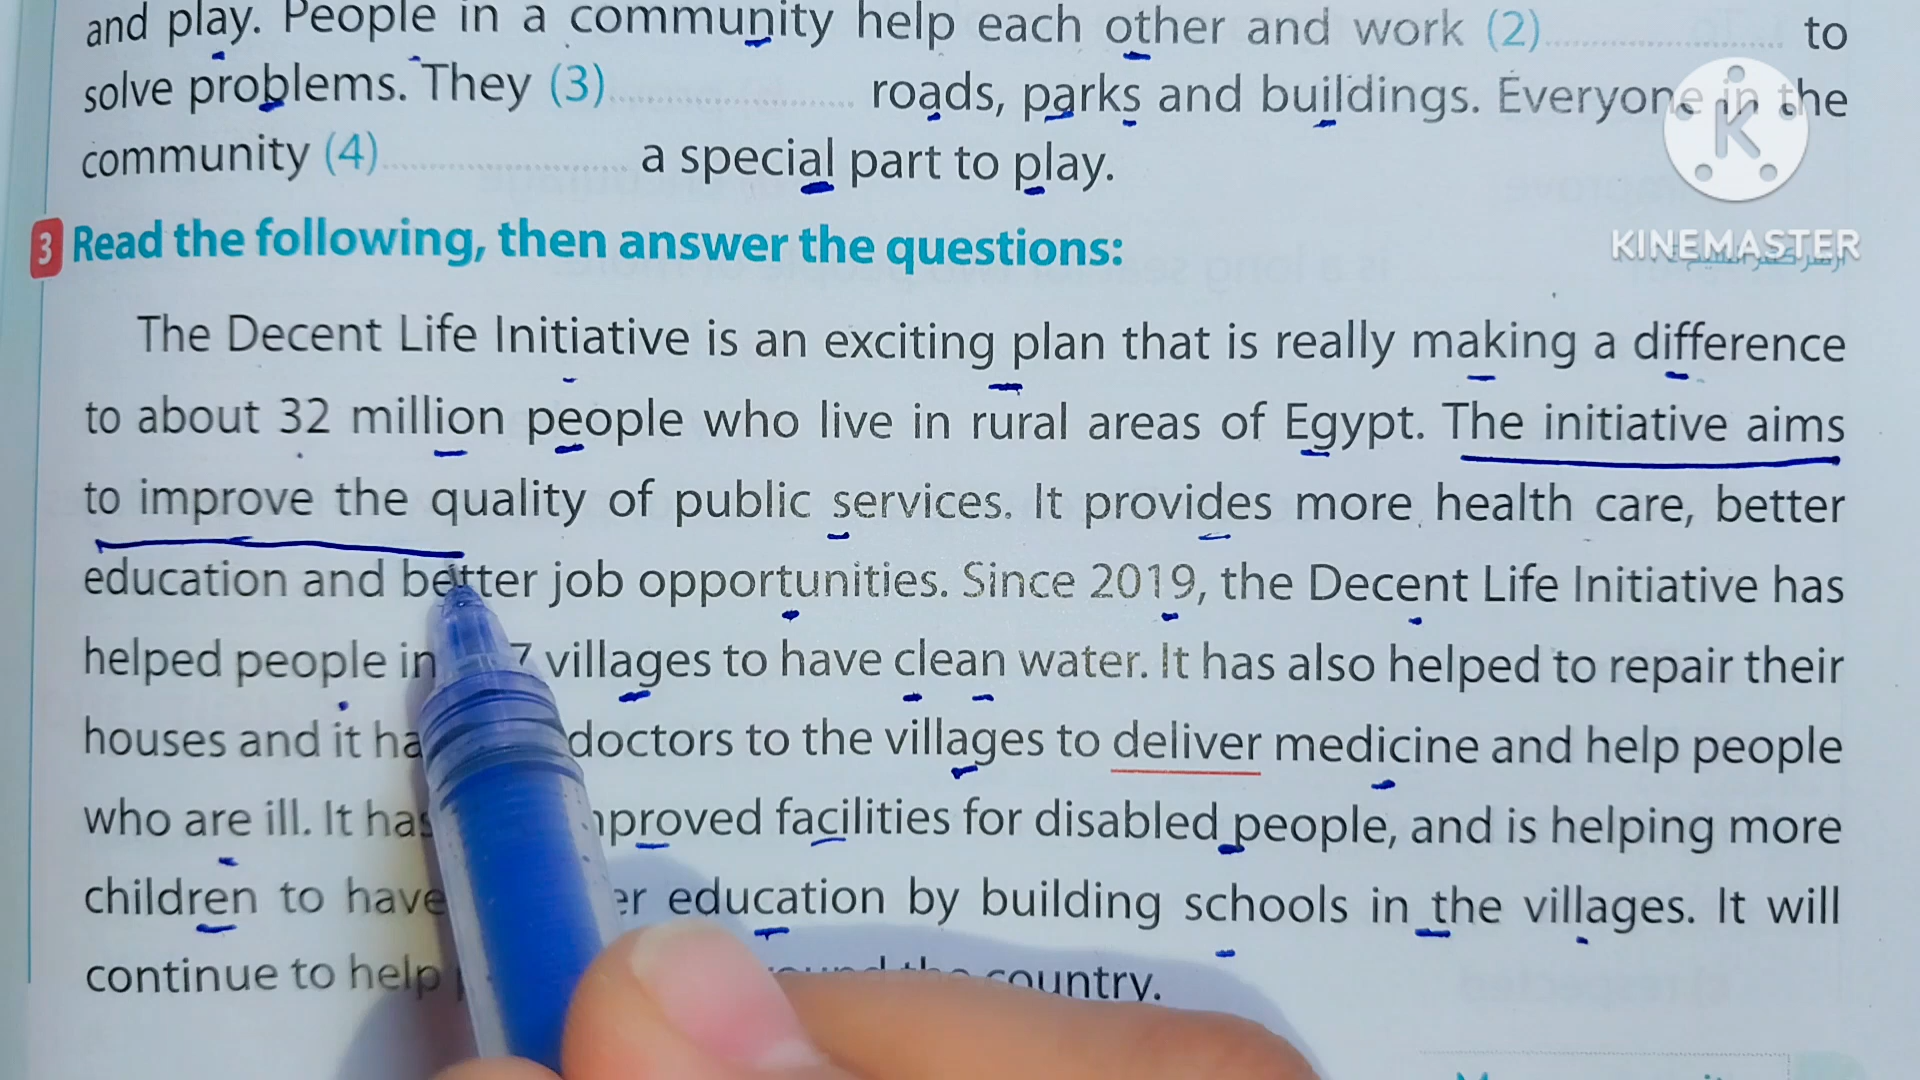 and play. People in a community help each other and work (2)........................ to
solve problems. They (3)........................ roads, parks and buildings. Everyone in the
community (4)........................ a special part to play.
3 Read the following, then answer the questions:
KINEMASTER
The Decent Life Initiative is an exciting plan that is really making a difference
to about 32 million people who live in rural areas of Egypt. The initiative aims
to improve the quality of public services. It provides more health care, better
education and better job opportunities. Since 2019, the Decent Life Initiative has
helped people in villages to have clean water. It has also helped to repair their
houses and it doctors to the villages to deliver medicine and help people
who are ill. It has facilities for disabled people, and is helping more
children to have education by building schools in the villages. It will
continue to help country.